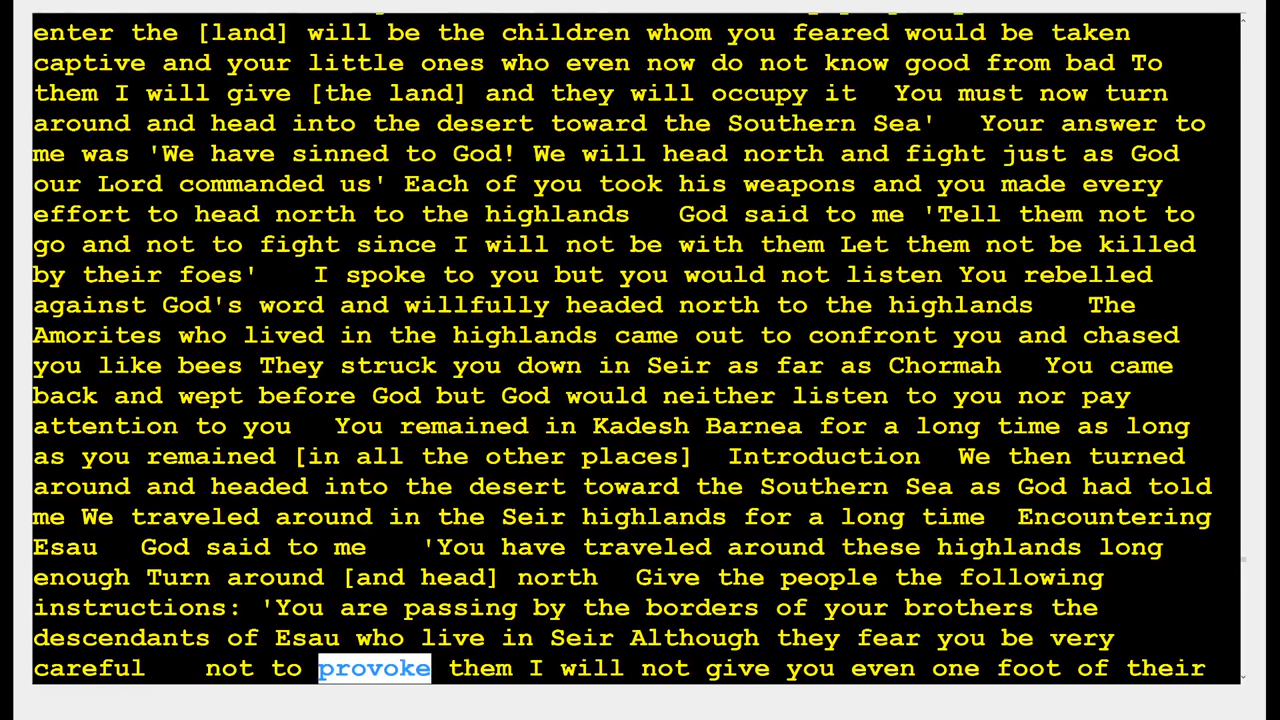 enter the [land] will be the children whom you feared would be taken
captive and your little ones who even now do not know good from bad To
them I will give [the land] and they will occupy it You must now turn
around and head into the desert toward the Southern Sea' Your answer to
me was 'We have sinned to God! We will head north and fight just as God
our Lord commanded us' Each of you took his weapons and you made every
effort to head north to the highlands God said to me 'Tell them not to
go and not to fight since I will not be with them Let them not be killed
by their foes' I spoke to you but you would not listen You rebelled
against God's word and willfully headed north to the highlands The
Amorites who lived in the highlands came out to confront you and chased
you like bees They struck you down in Seir as far as Chormah You came
back and wept before God but God would neither listen to you nor pay
attention to you You remained in Kadesh Barnea for a long time as long
as you remained [in all the other places] Introduction We then turned
around and headed into the desert toward the Southern Sea as God had told
me We traveled around in the Seir highlands for a long time Encountering
Esau God said to me 'You have traveled around these highlands long
enough Turn around [and head] north Give the people the following
instructions: 'You are passing by the borders of your brothers the
descendants of Esau who live in Seir Although they fear you be very
careful not to provoke them I will not give you even one foot of their